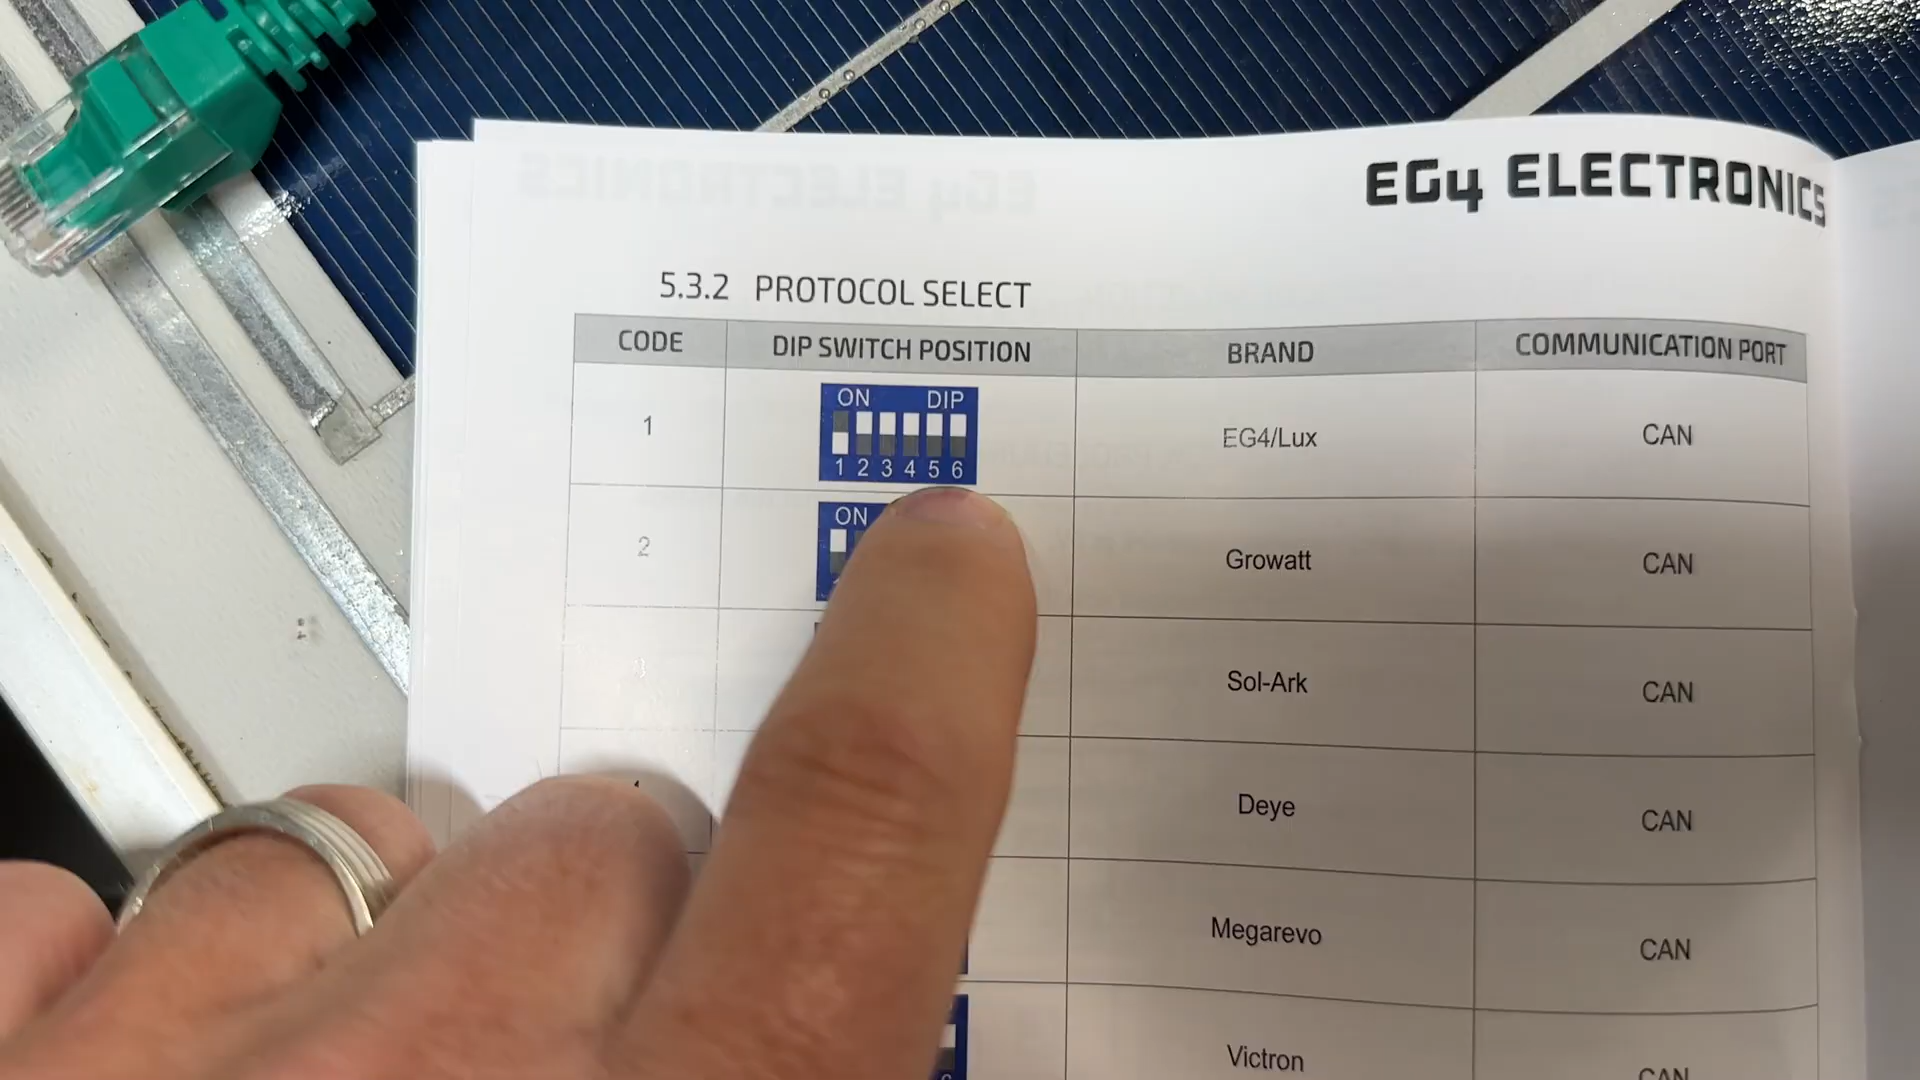 EG4 ELECTRONICS
5.3.2 PROTOCOL SELECT
CODE DIP SWITCH POSITION BRAND COMMUNICATION PORT
ON DIP
1 2 3 4 5 6
1 EG4/Lux CAN
ON
2 Growatt CAN
3 Sol-Ark CAN
Deye CAN
Megarevo CAN
Victron CAN